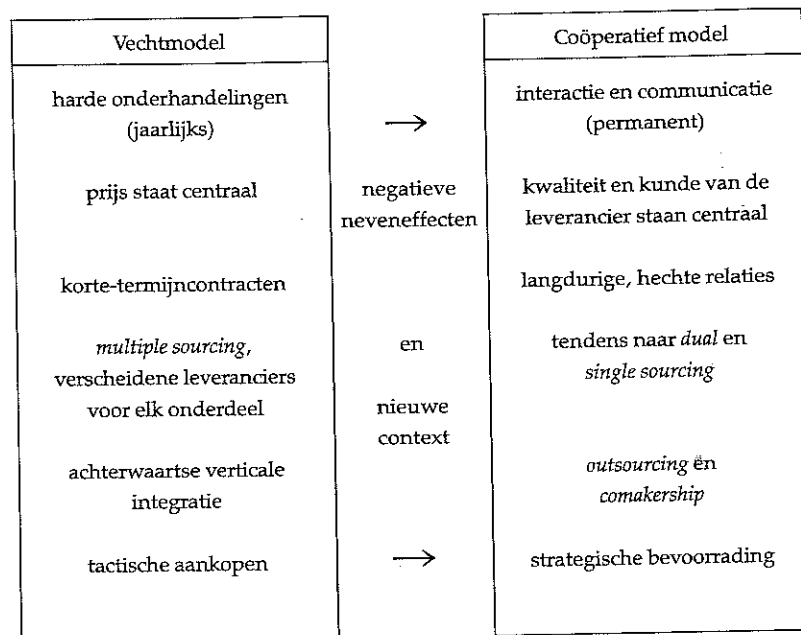 Vechtmodel
harde onderhandelingen
(jaarlijks)
prijs staat centraal
korte-termijncontracten
multiple sourcing,
verscheidene leveranciers
voor elk onderdeel
achterwaartse verticale
integratie
tactische aankopen
→
negatieve
neveneffecten
en
nieuwe
context
→
Coöperatief model
interactie en communicatie
(permanent)
kwaliteit en kunde van de
leverancier staan centraal
langdurige, hechte relaties
tendens naar dual en
single sourcing
outsourcing en
comakership
strategische bevoorrading